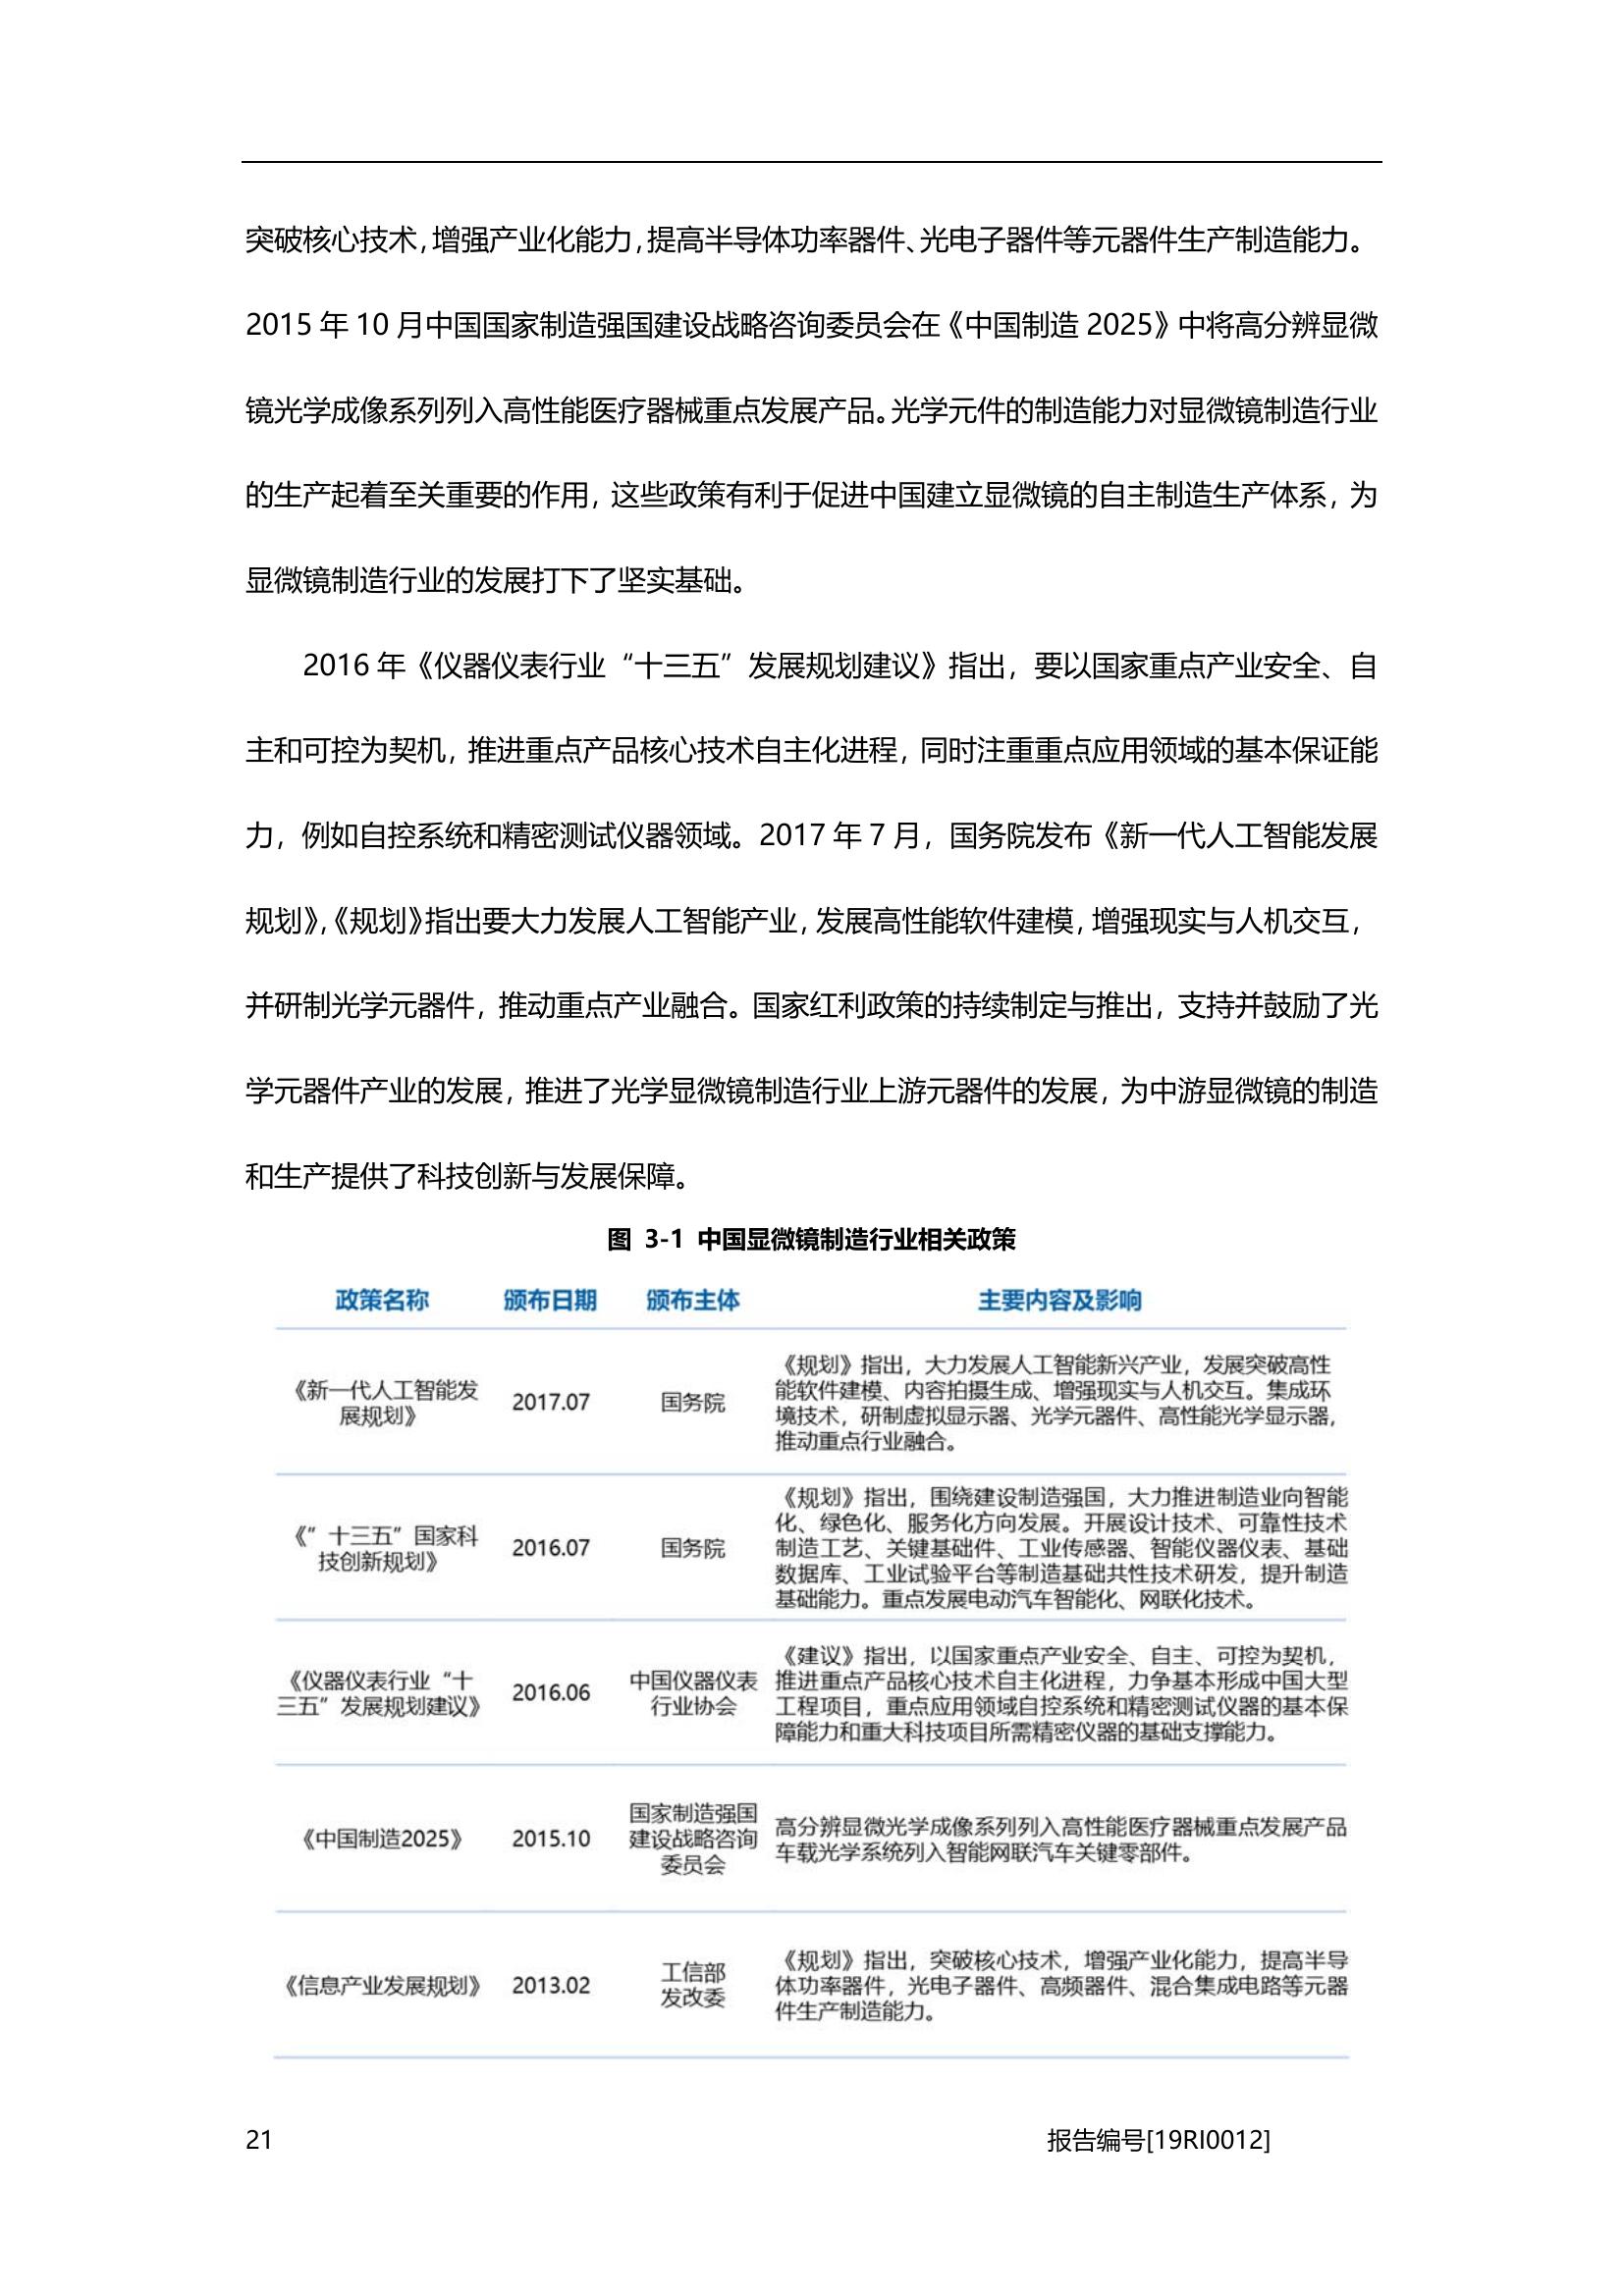 突破核心技术，增强产业化能力，提高半导体功率器件、光电子器件等元器件生产制造能力。
2015 年 10 月中国国家制造强国建设战略咨询委员会在《中国制造 2025》中将高分辨显微
镜光学成像系列列入高性能医疗器械重点发展产品。光学元件的制造能力对显微镜制造行业
的生产起着至关重要的作用，这些政策有利于促进中国建立显微镜的自主制造生产体系，为
显微镜制造行业的发展打下了坚实基础。
2016 年《仪器仪表行业“十三五”发展规划建议》指出，要以国家重点产业安全、自
主和可控为契机，推进重点产品核心技术自主化进程，同时注重重点应用领域的基本保证能
力，例如自控系统和精密测试仪器领域。2017 年 7 月，国务院发布《新一代人工智能发展
规划》，《规划》指出要大力发展人工智能产业，发展高性能软件建模，增强现实与人机交互，
并研制光学元器件，推动重点产业融合。国家红利政策的持续制定与推出，支持并鼓励了光
学元器件产业的发展，推进了光学显微镜制造行业上游元器件的发展，为中游显微镜的制造
和生产提供了科技创新与发展保障。
图 3-1 中国显微镜制造行业相关政策
政策名称 颁布日期 颁布主体 主要内容及影响
《新一代人工智能发
展规划》
2017.07
国务院
《规划》指出，大力发展人工智能新兴产业，发展突破高性
能软件建模、内容拍摄生成、增强现实与人机交互。集成环
境技术，研制虚拟显示器、光学元器件、高性能光学显示器，
推动重点行业融合。
《”十三五”国家科
技创新规划》
2016.07
国务院
《规划》指出，围绕建设制造强国，大力推进制造业向智能
化、绿色化、服务化方向发展。开展设计技术、可靠性技术
制造工艺、关键基础件、工业传感器、智能仪器仪表、基础
数据库、工业试验平台等制造基础共性技术研发，提升制造
基础能力。重点发展电动汽车智能化、网联化技术。
《仪器仪表行业“十
三五”发展规划建议》
2016.06
中国仪器仪表
行业协会
《建议》指出，以国家重点产业安全、自主、可控为契机，
推进重点产品核心技术自主化进程，力争基本形成中国大型
工程项目，重点应用领域自控系统和精密测试仪器的基本保
障能力和重大科技项目所需精密仪器的基础支撑能力。
《中国制造2025》
2015.10
国家制造强国
建设战略咨询
委员会
高分辨显微光学成像系列列入高性能医疗器械重点发展产品
车载光学系统列入智能网联汽车关键零部件。
《信息产业发展规划》
2013.02
工信部
发改委
《规划》指出，突破核心技术，增强产业化能力，提高半导
体功率器件，光电子器件、高频器件、混合集成电路等元器
件生产制造能力。
21 报告编号[19RI0012]